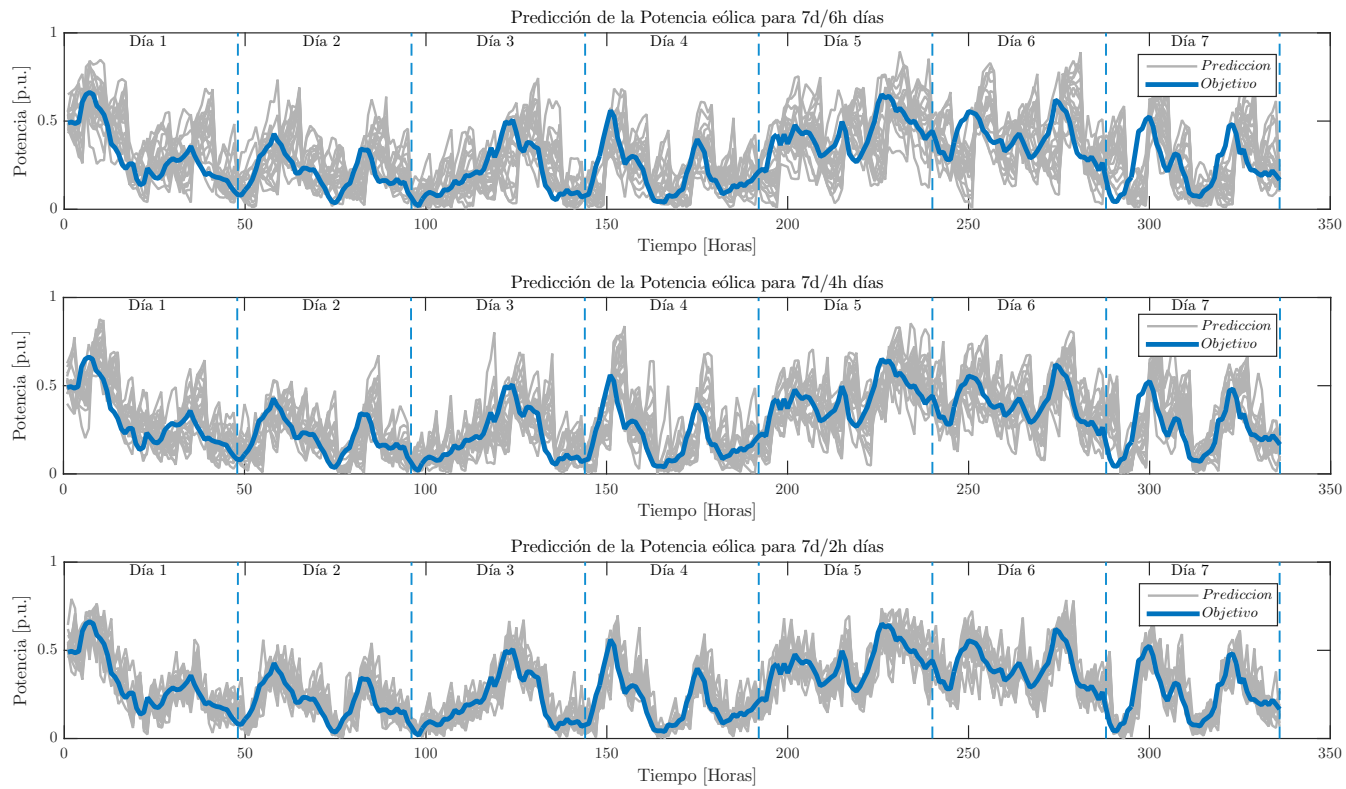 Predicción de la Potencia eólica para 7d/6h días
Potencia [p.u.]
1
0.5
0
Día 1 Día 2 Día 3 Día 4 Día 5 Día 6 Día 7
Prediccion
Objetivo
0 50 100 150 200 250 300 350
Tiempo [Horas]
Predicción de la Potencia eólica para 7d/4h días
Potencia [p.u.]
1
0.5
0
Día 1 Día 2 Día 3 Día 4 Día 5 Día 6 Día 7
Prediccion
Objetivo
0 50 100 150 200 250 300 350
Tiempo [Horas]
Predicción de la Potencia eólica para 7d/2h días
Potencia [p.u.]
1
0.5
0
Día 1 Día 2 Día 3 Día 4 Día 5 Día 6 Día 7
Prediccion
Objetivo
0 50 100 150 200 250 300 350
Tiempo [Horas]